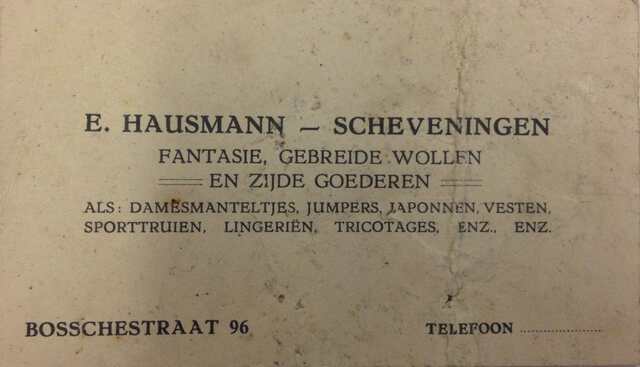 E. HAUSMANN — SCHEVENINGEN
FANTASIE, GEBREIDE WOLLEN
EN ZIJDE GOEDEREN
ALS: DAMESMANTELTJES, JUMPERS, JAPONNEN, VESTEN,
SPORTTRUIEN, LINGERIËN, TRICOTAGES, ENZ., ENZ.
BOSSCHESTRAAT 96 TELEFOON ....................